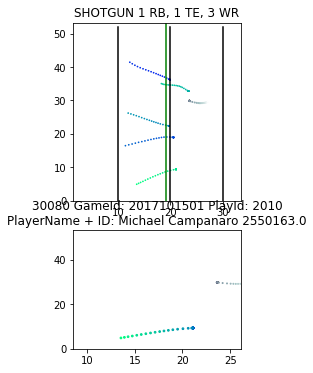 SHOTGUN 1 RB, 1 TE, 3 WR
50
40
30
20
10
0
10 20 30
30080 GameId: 2017101501 PlayId: 2010
PlayerName + ID: Michael Campanaro 2550163.0
40
20
0
10 15 20 25